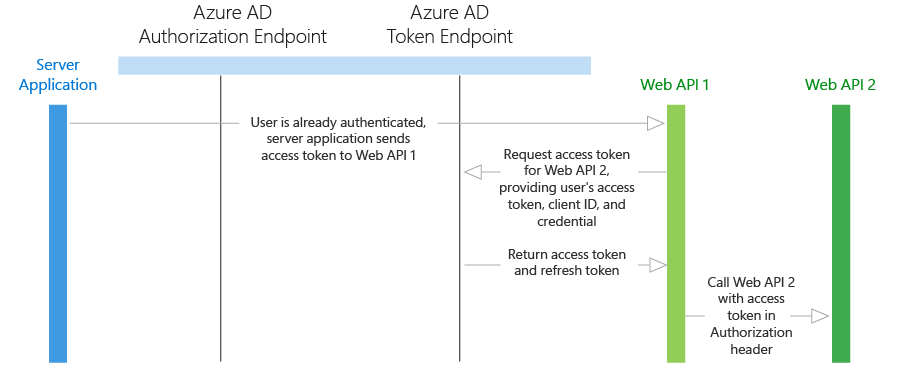 Azure AD
Authorization Endpoint
Azure AD
Token Endpoint
Server
Application
Web API 1
Web API 2
User is already authenticated,
server application sends
access token to Web API 1
Request access token
for Web API 2,
providing user's access
token, client ID, and
credential
Return access token
and refresh token
Call Web API 2
with access
token in
Authorization
header